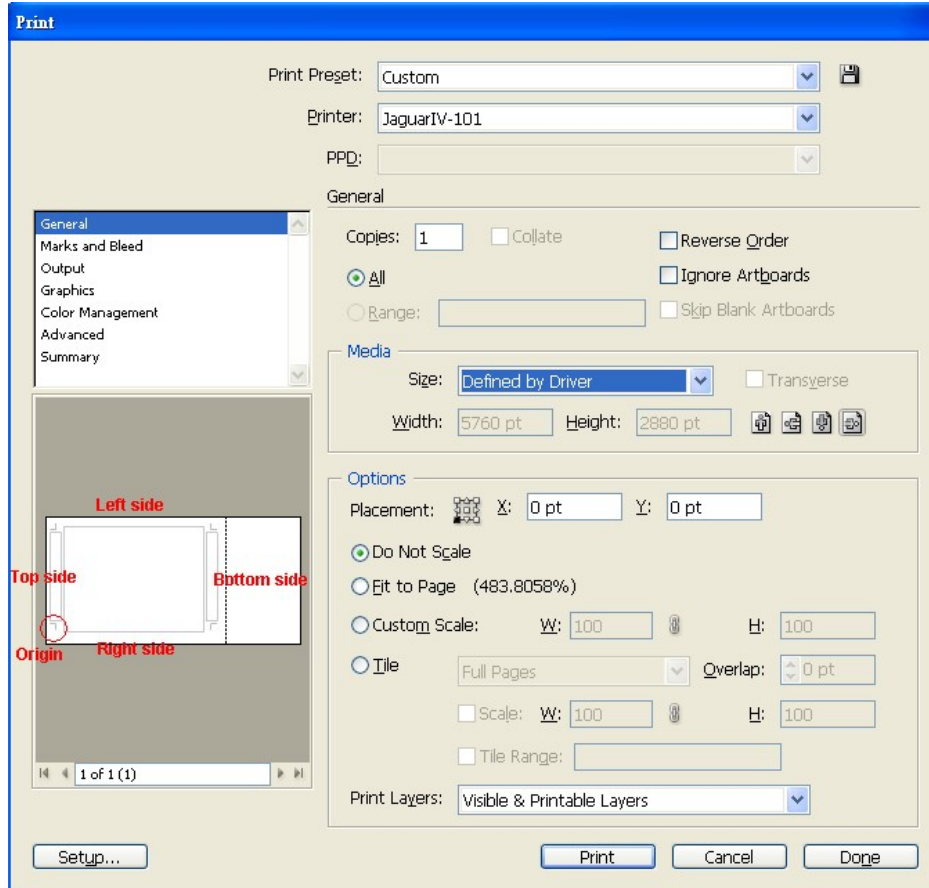 Print
Print Preset: Custom
Printer: JaguarIV-101
PPD:
General
Marks and Bleed
Output
Graphics
Color Management
Advanced
Summary
General
Copies: 1 Collate Reverse Order
All Ignore Artboards
Range: Skip Blank Artboards
Media
Size: Defined by Driver Transverse
Width: 5760 pt Height: 2880 pt
Left side
Top side
Bottom side
Origin
Right side
1 of 1 (1)
Options
Placement: X: 0 pt Y: 0 pt
Do Not Scale
Fit to Page (483.8058%)
Custom Scale: W: 100 H: 100
Tile Full Pages Overlap: 0 pt
Scale: W: 100 H: 100
Tile Range:
Print Layers: Visible & Printable Layers
Setup... Print Cancel Done